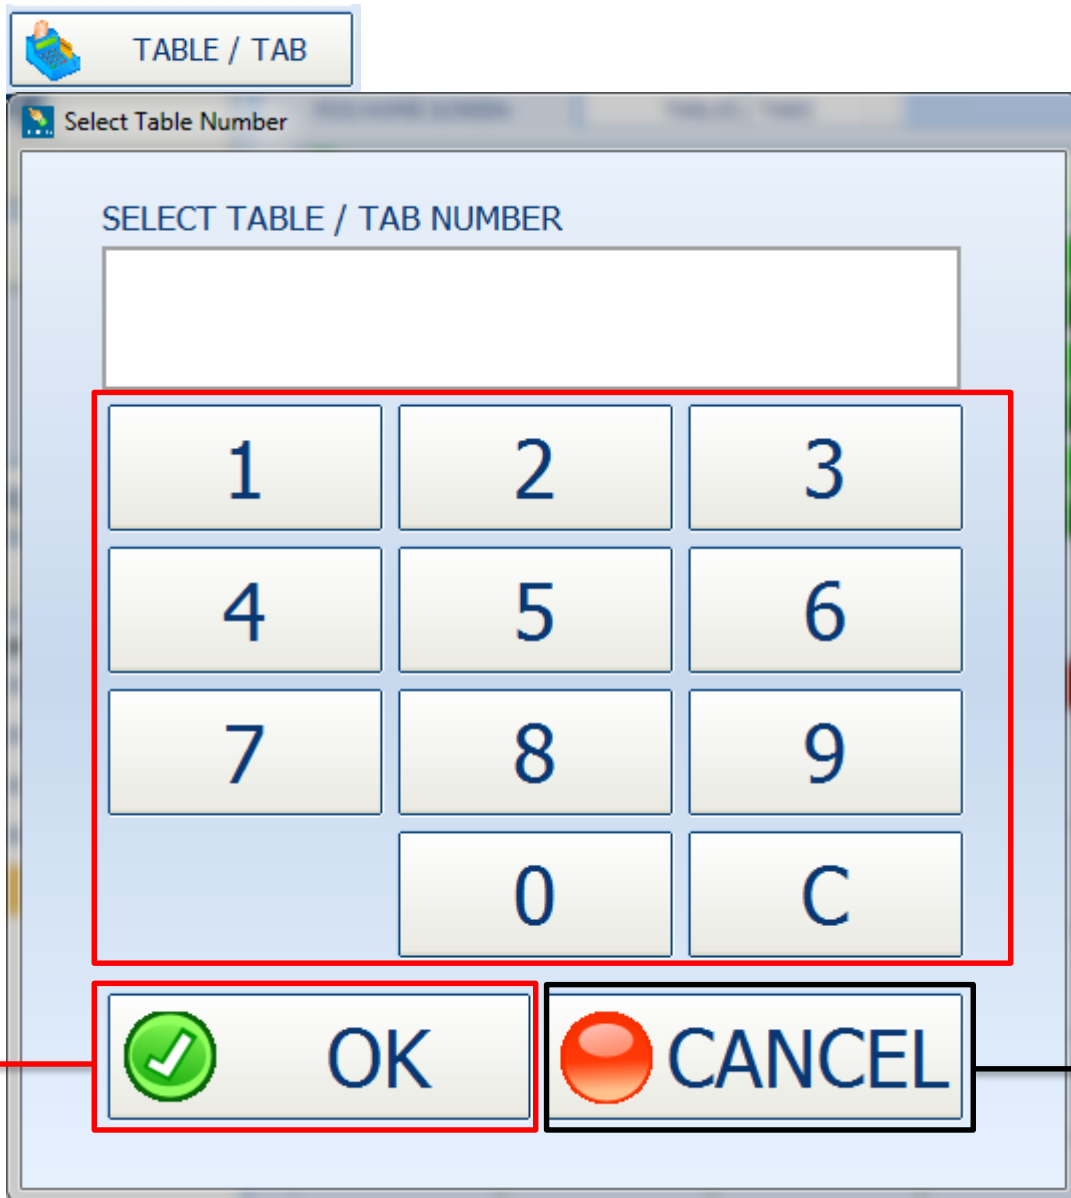 TABLE / TAB
Select Table Number
SELECT TABLE / TAB NUMBER
1 2 3
4 5 6
7 8 9
0 C
OK CANCEL